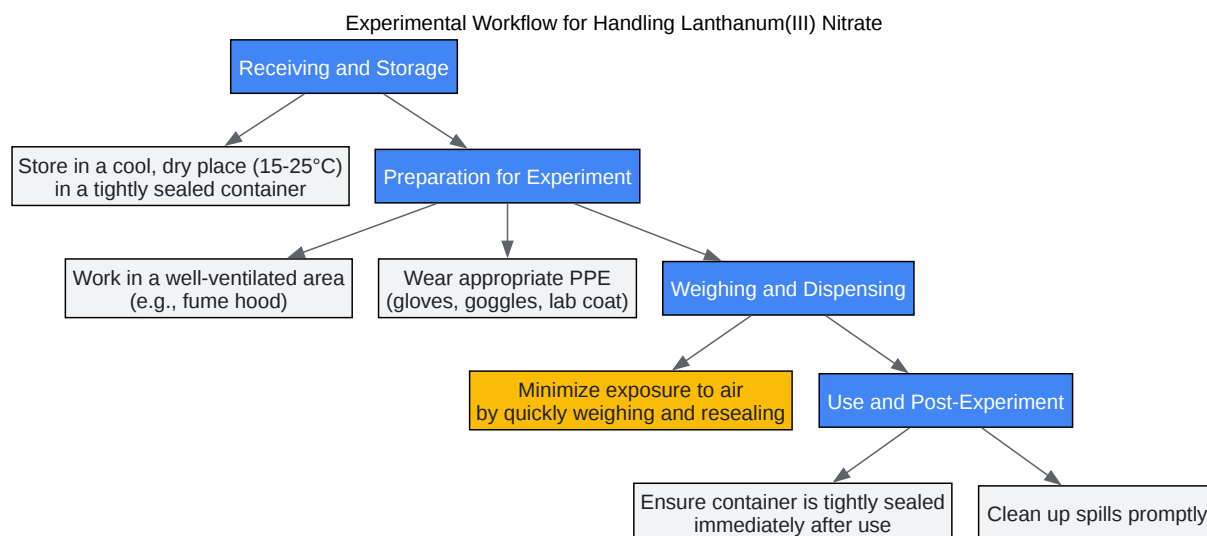 Experimental Workflow for Handling Lanthanum(III) Nitrate
Receiving and Storage
Store in a cool, dry place (15-25°C)
in a tightly sealed container
Preparation for Experiment
Work in a well-ventilated area
(e.g., fume hood)
Wear appropriate PPE
(gloves, goggles, lab coat)
Weighing and Dispensing
Minimize exposure to air
by quickly weighing and resealing
Use and Post-Experiment
Ensure container is tightly sealed
immediately after use
Clean up spills promptly